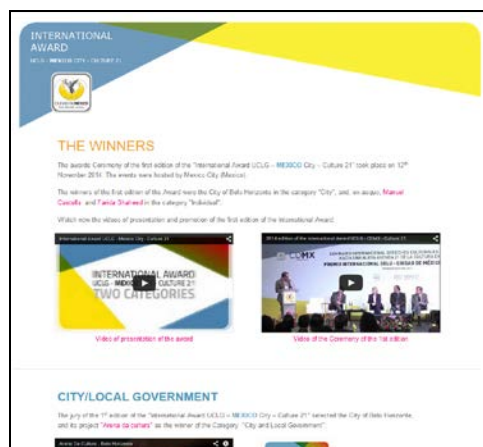 INTERNATIONAL
AWARD
UCLG – MEXICO CITY – CULTURE 21
THE WINNERS
The awards Ceremony of the first edition of the "International Award UCLG – MEXICO City – Culture 21" took place on 12th
November 2014. The events were hosted by Mexico City (Mexico).
The winners of the first edition of the Award were the City of Belo Horizonte in the category "City", and, ex-aequo, Manuel
Castells and Farida Shaheed in the category "Individual".
Watch now the videos of presentation and promotion of the first edition of the International Award:
International Award UCLG - Mexico City - Culture 21
INTERNATIONAL AWARD
UCLG - MEXICO CULTURE 21
TWO CATEGORIES
Video of presentation of the award
CDMX
Video of the Ceremony of the 1st edition
CITY/LOCAL GOVERNMENT
The jury of the 1st edition of the "International Award UCLG – MEXICO City – Culture 21" selected the City of Belo Horizonte,
and its project "Arena da cultura" as the winner of the Category "City and Local Government".
Arena Da Cultura - Belo Horizonte